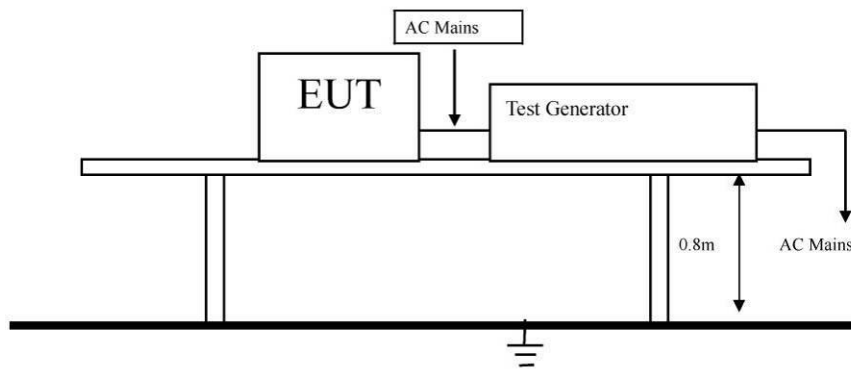 AC Mains
EUT
Test Generator
0.8m
AC Mains